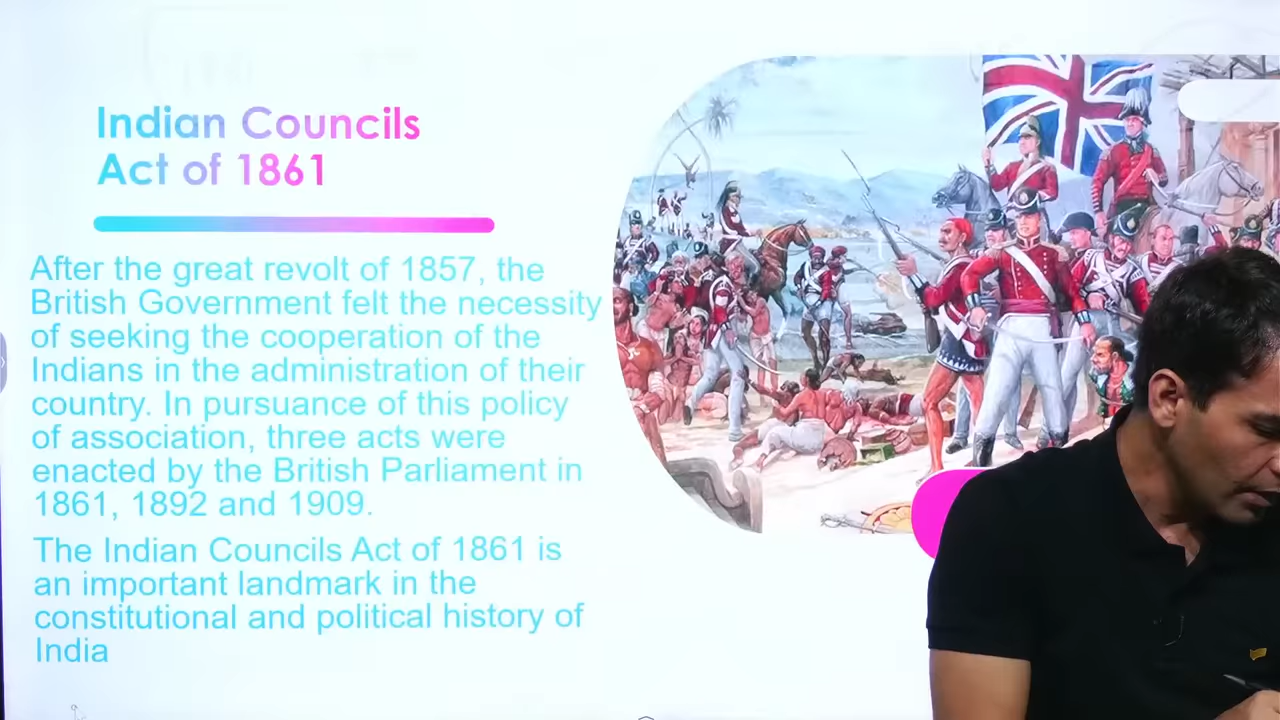 Indian Councils
Act of 1861
After the great revolt of 1857, the
British Government felt the necessity
of seeking the cooperation of the
Indians in the administration of their
country. In pursuance of this policy
of association, three acts were
enacted by the British Parliament in
1861, 1892 and 1909.
The Indian Councils Act of 1861 is
an important landmark in the
constitutional and political history of
India